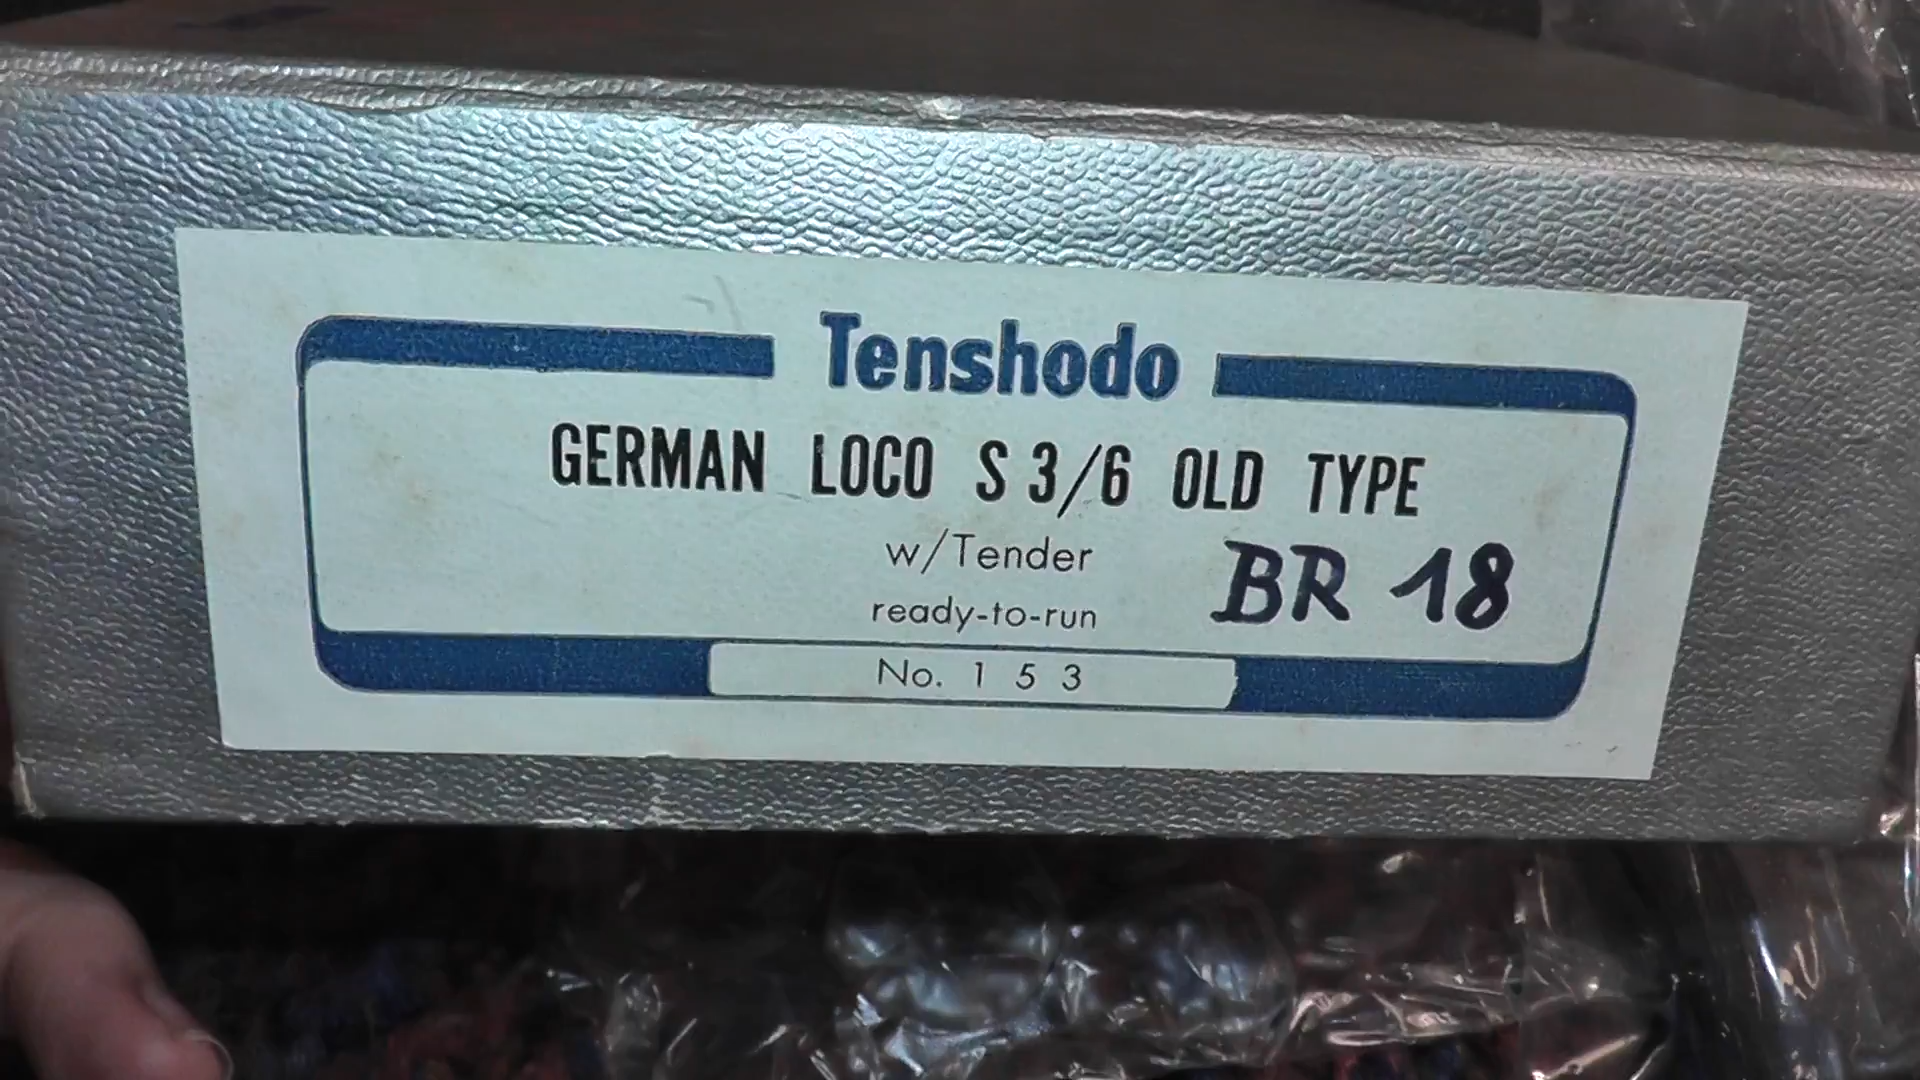 Tenshodo
GERMAN LOCO S 3/6 OLD TYPE
w/Tender
ready-to-run
BR 18
No. 1 5 3